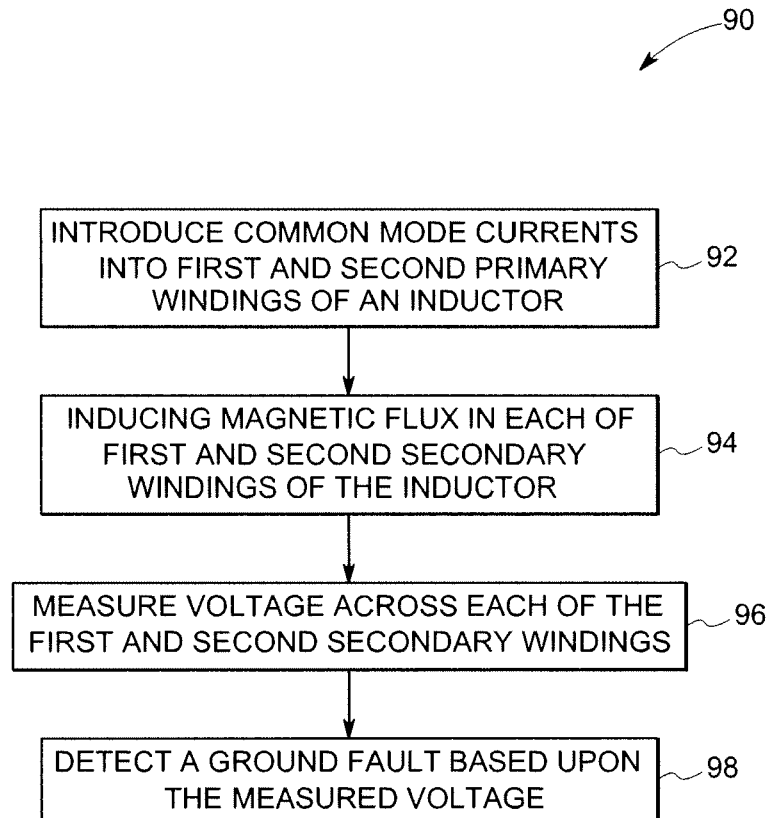 90
INTRODUCE COMMON MODE CURRENTS
INTO FIRST AND SECOND PRIMARY
WINDINGS OF AN INDUCTOR
92
INDUCING MAGNETIC FLUX IN EACH OF
FIRST AND SECOND SECONDARY
WINDINGS OF THE INDUCTOR
94
MEASURE VOLTAGE ACROSS EACH OF THE
FIRST AND SECOND SECONDARY WINDINGS
96
DETECT A GROUND FAULT BASED UPON
THE MEASURED VOLTAGE
98